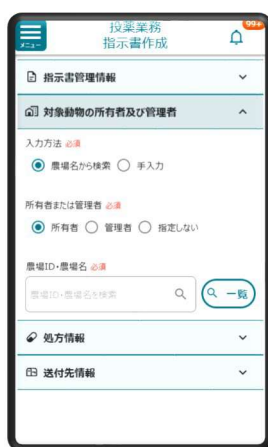 メニュー
投薬業務
指示書作成
99+
指示書管理情報
対象動物の所有者及び管理者
入力方法 必須
農場名から検索 手入力
所有者または管理者 必須
所有者 管理者 指定しない
農場ID・農場名 必須
農場ID・農場名を検索 一覧
処方情報
送付先情報